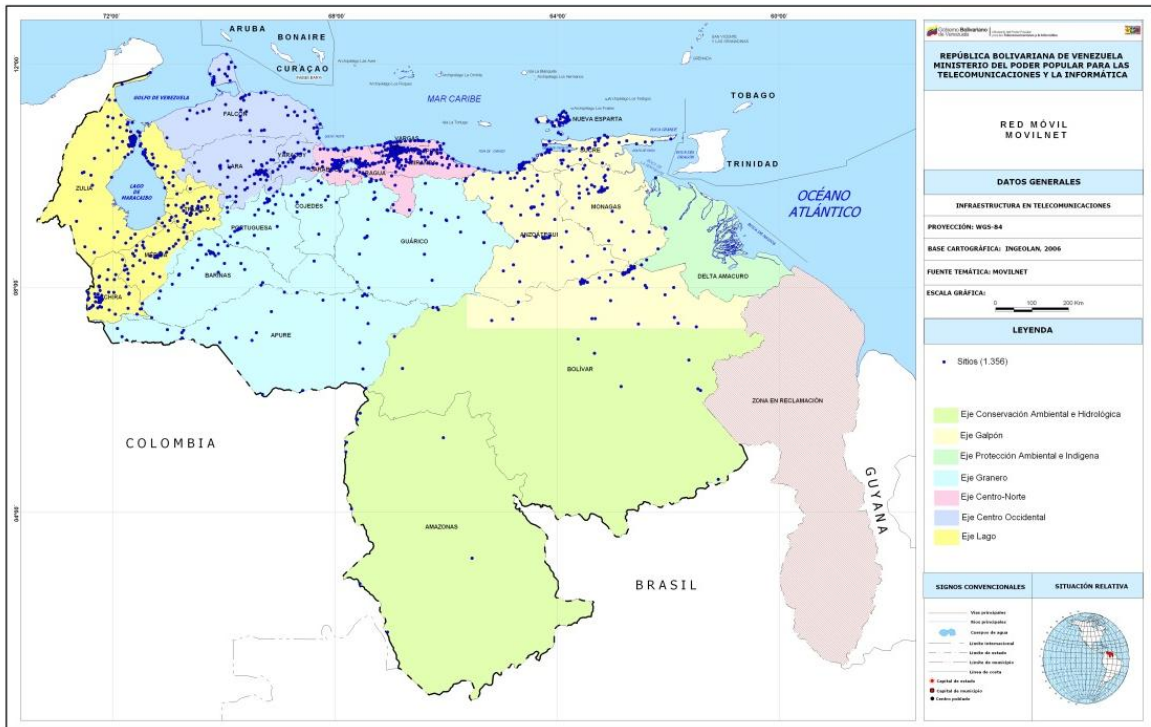 72°00'
68°00'
64°00'
60°00'
12°00'
08°00'
04°00'
ARUBA
BONAIRE
CURAÇAO
GOLFO DE VENEZUELA
MAR CARIBE
NUEVA ESPARTA
TOBAGO
TRINIDAD
OCÉANO
ATLÁNTICO
FALCÓN
LARA
YARACUY
VARGAS
SUCRE
ZULIA
LAGO
DE
MARACAIBO
COJEDES
PORTUGUESA
GUÁRICO
ANZOÁTEGUI
MONAGAS
DELTA AMACURO
BARINAS
APURE
BOLÍVAR
AMAZONAS
ZONA EN RECLAMACIÓN
COLOMBIA
BRASIL
GUYANA
Gobierno Bolivariano
de Venezuela
REPÚBLICA BOLIVARIANA DE VENEZUELA
MINISTERIO DEL PODER POPULAR PARA LAS
TELECOMUNICACIONES Y LA INFORMÁTICA
RED MÓVIL
MOVILNET
DATOS GENERALES
INFRAESTRUCTURA EN TELECOMUNICACIONES
PROYECCIÓN: WGS-84
BASE CARTOGRÁFICA: INGEOLAN, 2006
FUENTE TEMÁTICA: MOVILNET
ESCALA GRÁFICA:
0 100 200 Km
LEYENDA
Sitios (1.356)
Eje Conservación Ambiental e Hidrológica
Eje Galpón
Eje Protección Ambiental e Indígena
Eje Granero
Eje Centro-Norte
Eje Centro Occidental
Eje Lago
SIGNOS CONVENCIONALES
SITUACIÓN RELATIVA
Vías principales
Ríos principales
Cuerpos de agua
Límite internacional
Límite de estado
Límite de municipio
Línea de costa
Capital de estado
Capital de municipio
Centro poblado